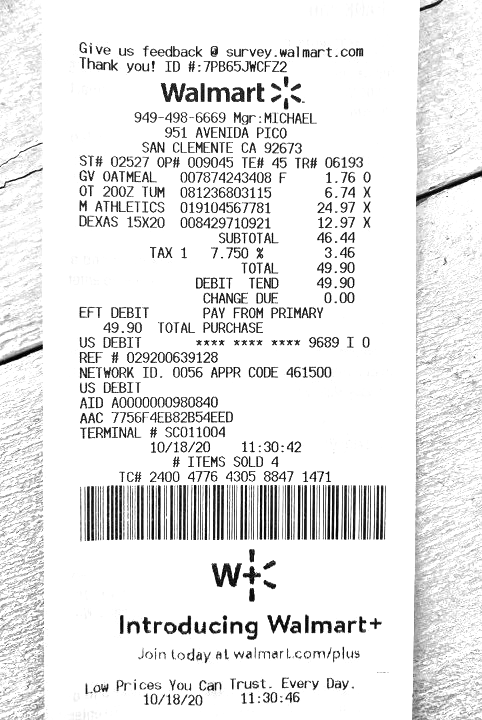 Give us feedback @ survey.walmart.com
Thank you! ID #:7PB65JWCFZ2
Walmart
949-498-6669 Mgr:MICHAEL
951 AVENIDA PICO
SAN CLEMENTE CA 92673
ST# 02527 OP# 009045 TE# 45 TR# 06193
GV OATMEAL 007874243408 F 1.76 O
OT 20OZ TUM 081236803115 6.74 X
M ATHLETICS 019104567781 24.97 X
DEXAS 15X20 008429710921 12.97 X
SUBTOTAL 46.44
TAX 1 7.750 % 3.46
TOTAL 49.90
DEBIT TEND 49.90
CHANGE DUE 0.00
EFT DEBIT PAY FROM PRIMARY
49.90 TOTAL PURCHASE
US DEBIT **** **** **** 9689 I 0
REF # 029200639128
NETWORK ID. 0056 APPR CODE 461500
US DEBIT
AID A0000000980840
AAC 7756F4EB82B54EED
TERMINAL # SC011004
10/18/20 11:30:42
# ITEMS SOLD 4
TC# 2400 4776 4305 8847 1471
W+
Introducing Walmart+
Join today at walmart.com/plus
Low Prices You Can Trust. Every Day.
10/18/20 11:30:46